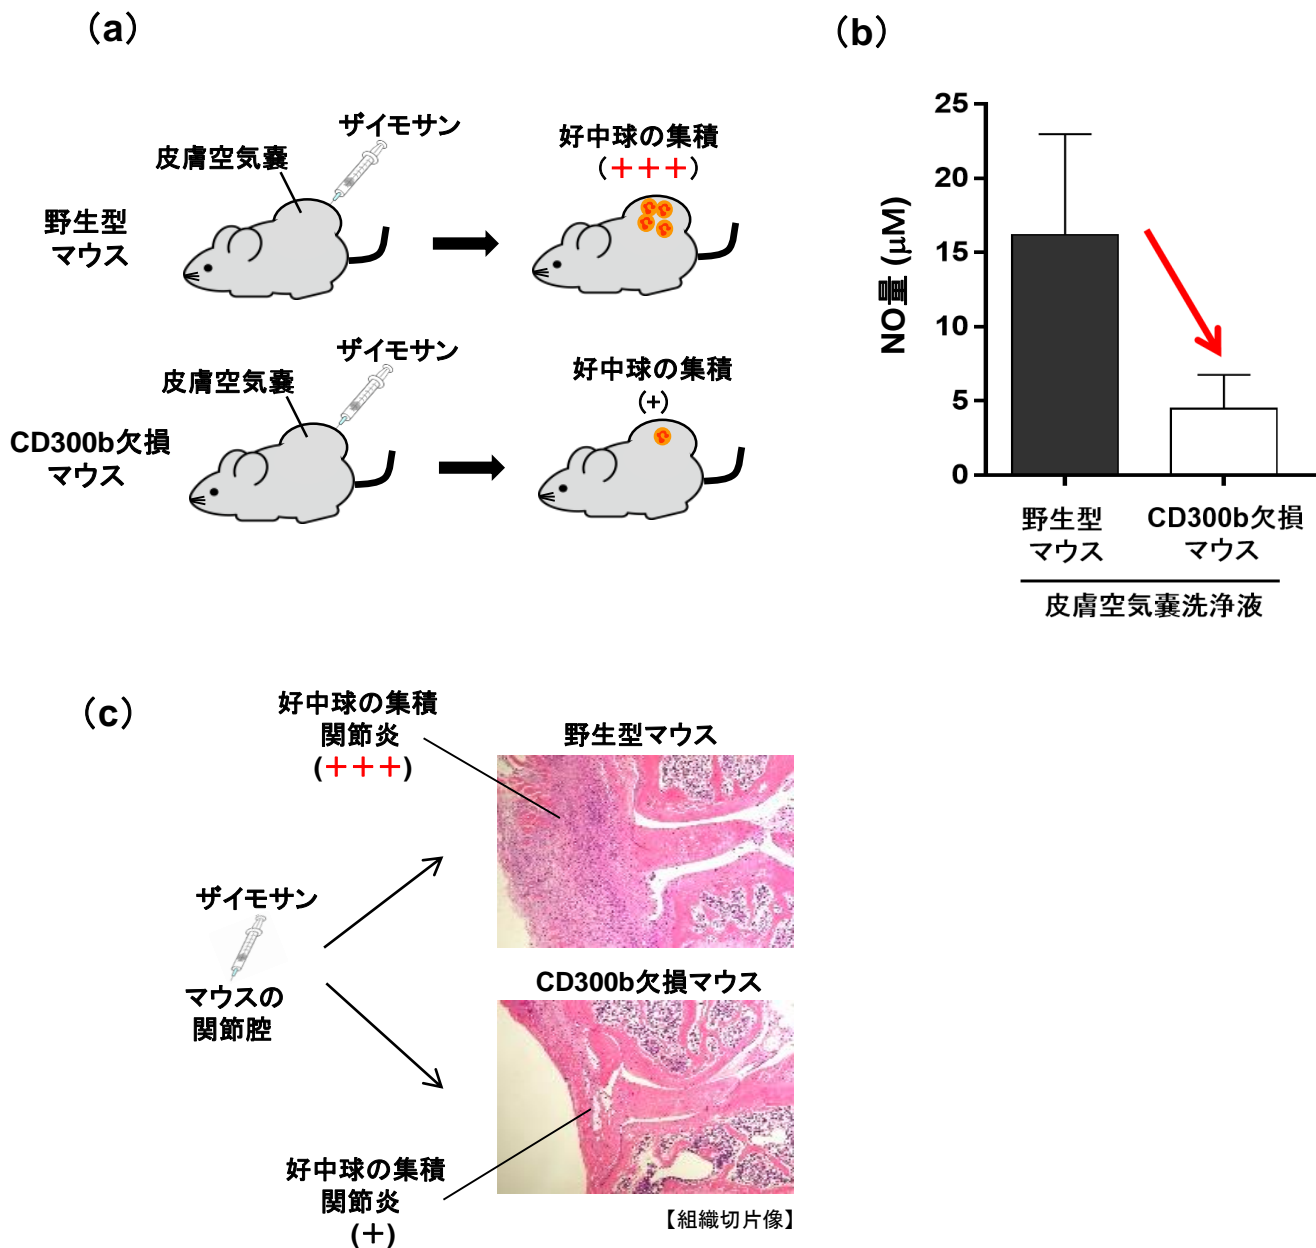 (a)
ザイモサン
皮膚空気嚢
野生型
マウス
好中球の集積
(+++)
ザイモサン
皮膚空気嚢
CD300b欠損
マウス
好中球の集積
(+)
(b)
NO量 (μM)
25
20
15
10
5
0
野生型
マウス
CD300b欠損
マウス
皮膚空気嚢洗浄液
(c)
好中球の集積
関節炎
(+++)
野生型マウス
ザイモサン
マウスの
関節腔
CD300b欠損マウス
好中球の集積
関節炎
(+)
【組織切片像】